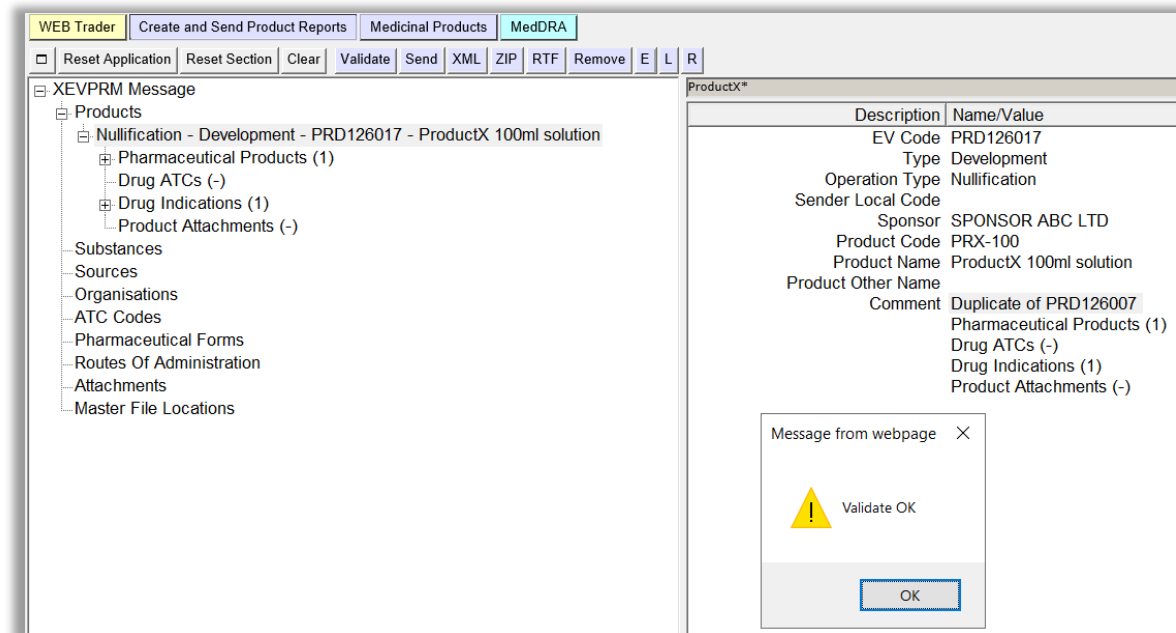 WEB Trader Create and Send Product Reports Medicinal Products MedDRA
Reset Application Reset Section Clear Validate Send XML ZIP RTF Remove E L R
XEVPRM Message
Products
Nullification - Development - PRD126017 - ProductX 100ml solution
Pharmaceutical Products (1)
Drug ATCs (-)
Drug Indications (1)
Product Attachments (-)
Substances
Sources
Organisations
ATC Codes
Pharmaceutical Forms
Routes Of Administration
Attachments
Master File Locations
ProductX*
Description Name/Value
EV Code PRD126017
Type Development
Operation Type Nullification
Sender Local Code
Sponsor SPONSOR ABC LTD
Product Code PRX-100
Product Name ProductX 100ml solution
Product Other Name
Comment Duplicate of PRD126007
Pharmaceutical Products (1)
Drug ATCs (-)
Drug Indications (1)
Product Attachments (-)
Message from webpage
Validate OK
OK